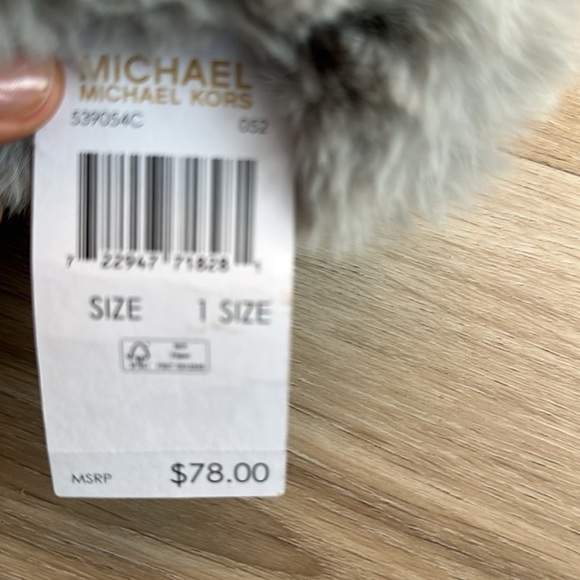 MICHAEL
MICHAEL KORS
539054C 052
7 22947 71828 1
SIZE 1 SIZE
MSRP $78.00